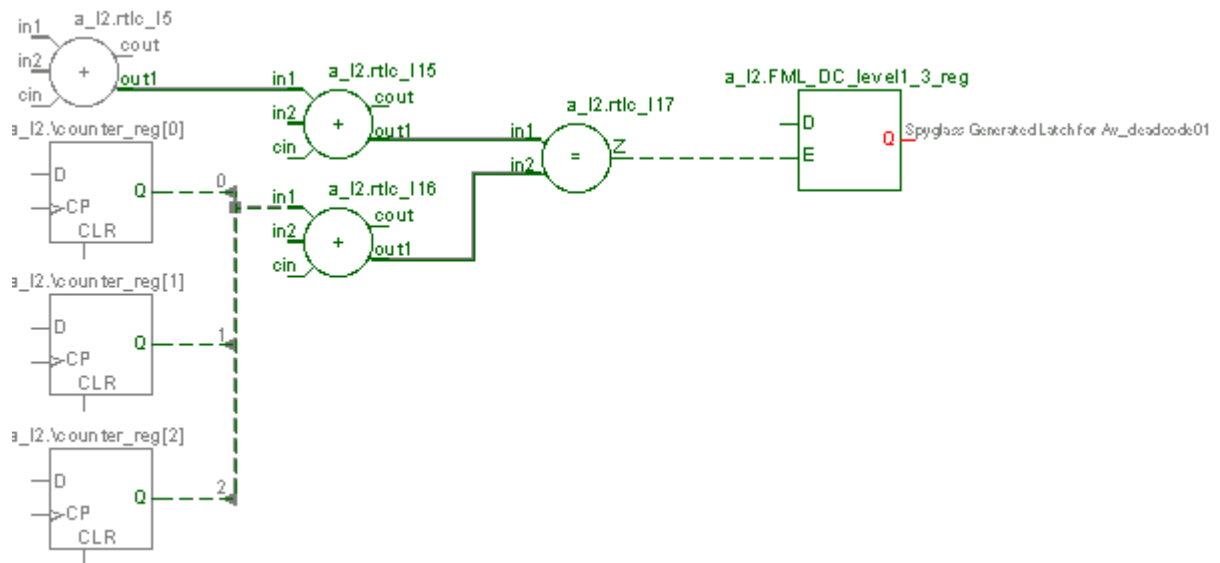 a_I2.rtlc_I5
in1
cout
in2
+
out1
cin
in1
a_I2.rtlc_I15
cout
in2
+
out1
cin
a_I2.rtlc_I17
in1
in2
=
Z
a_I2.FML_DC_level1_3_reg
D
Q
E
Spyglass Generated Latch for Av_deadcode01
a_I2.\counter_reg[0]
D
Q
CP
CLR
0
in1
a_I2.rtlc_I16
cout
in2
+
out1
cin
a_I2.\counter_reg[1]
D
Q
CP
CLR
1
a_I2.\counter_reg[2]
D
Q
CP
CLR
2